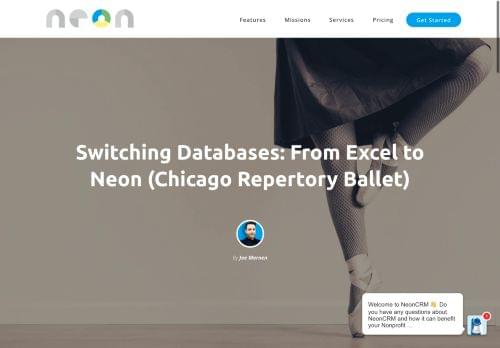 neon
Features Missions Services Pricing Get Started
Switching Databases: From Excel to
Neon (Chicago Repertory Ballet)
By Joe Mornen
Welcome to NeonCRM 👋 Do
you have any questions about
NeonCRM and how it can benefit
your Nonprofit ...
1